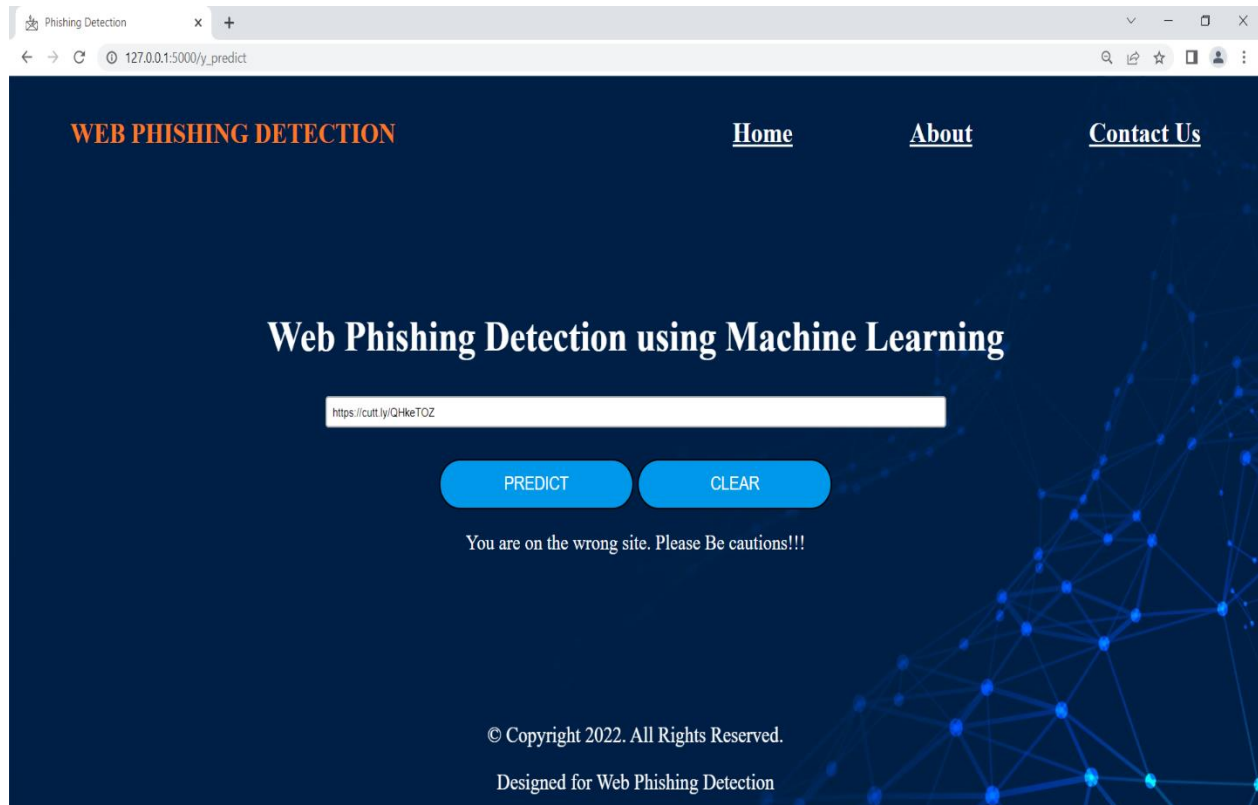 Phishing Detection
127.0.0.1:5000/y_predict
WEB PHISHING DETECTION Home About Contact Us
Web Phishing Detection using Machine Learning
https://cutt.ly/QHkeTOZ
PREDICT CLEAR
You are on the wrong site. Please Be cautions!!!
© Copyright 2022. All Rights Reserved.
Designed for Web Phishing Detection